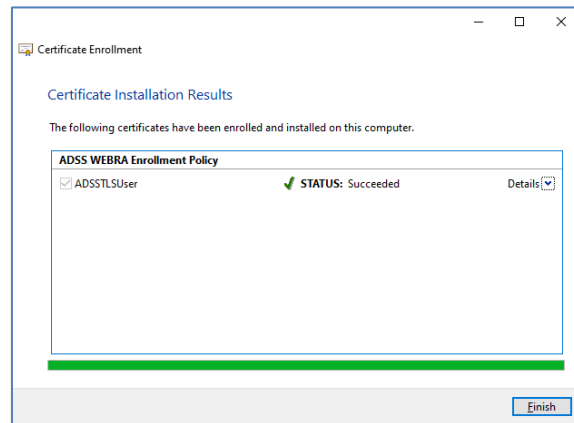 Certificate Enrollment
Certificate Installation Results
The following certificates have been enrolled and installed on this computer.
ADSS WEBRA Enrollment Policy
ADSSTLSUser STATUS: Succeeded Details
Finish